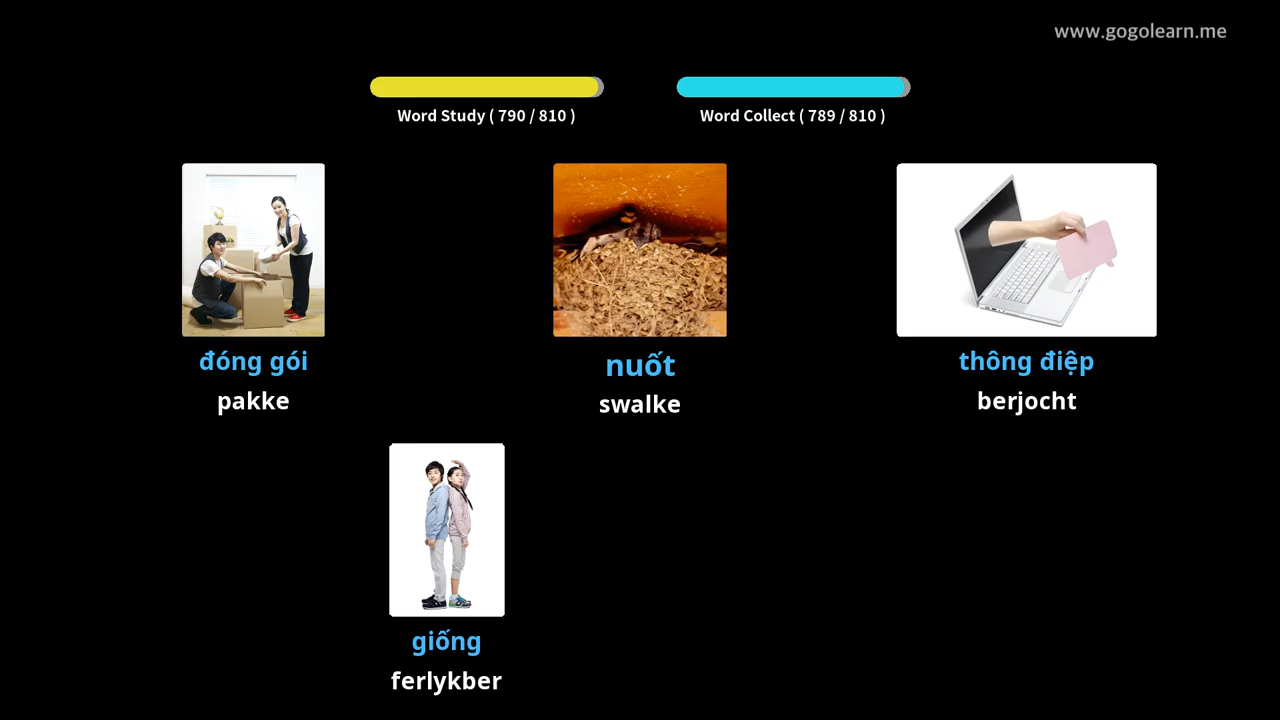 www.gogolearn.me
Word Study ( 790 / 810 )
Word Collect ( 789 / 810 )
đóng gói
pakke
nuốt
swalke
thông điệp
berjocht
giống
ferlykber